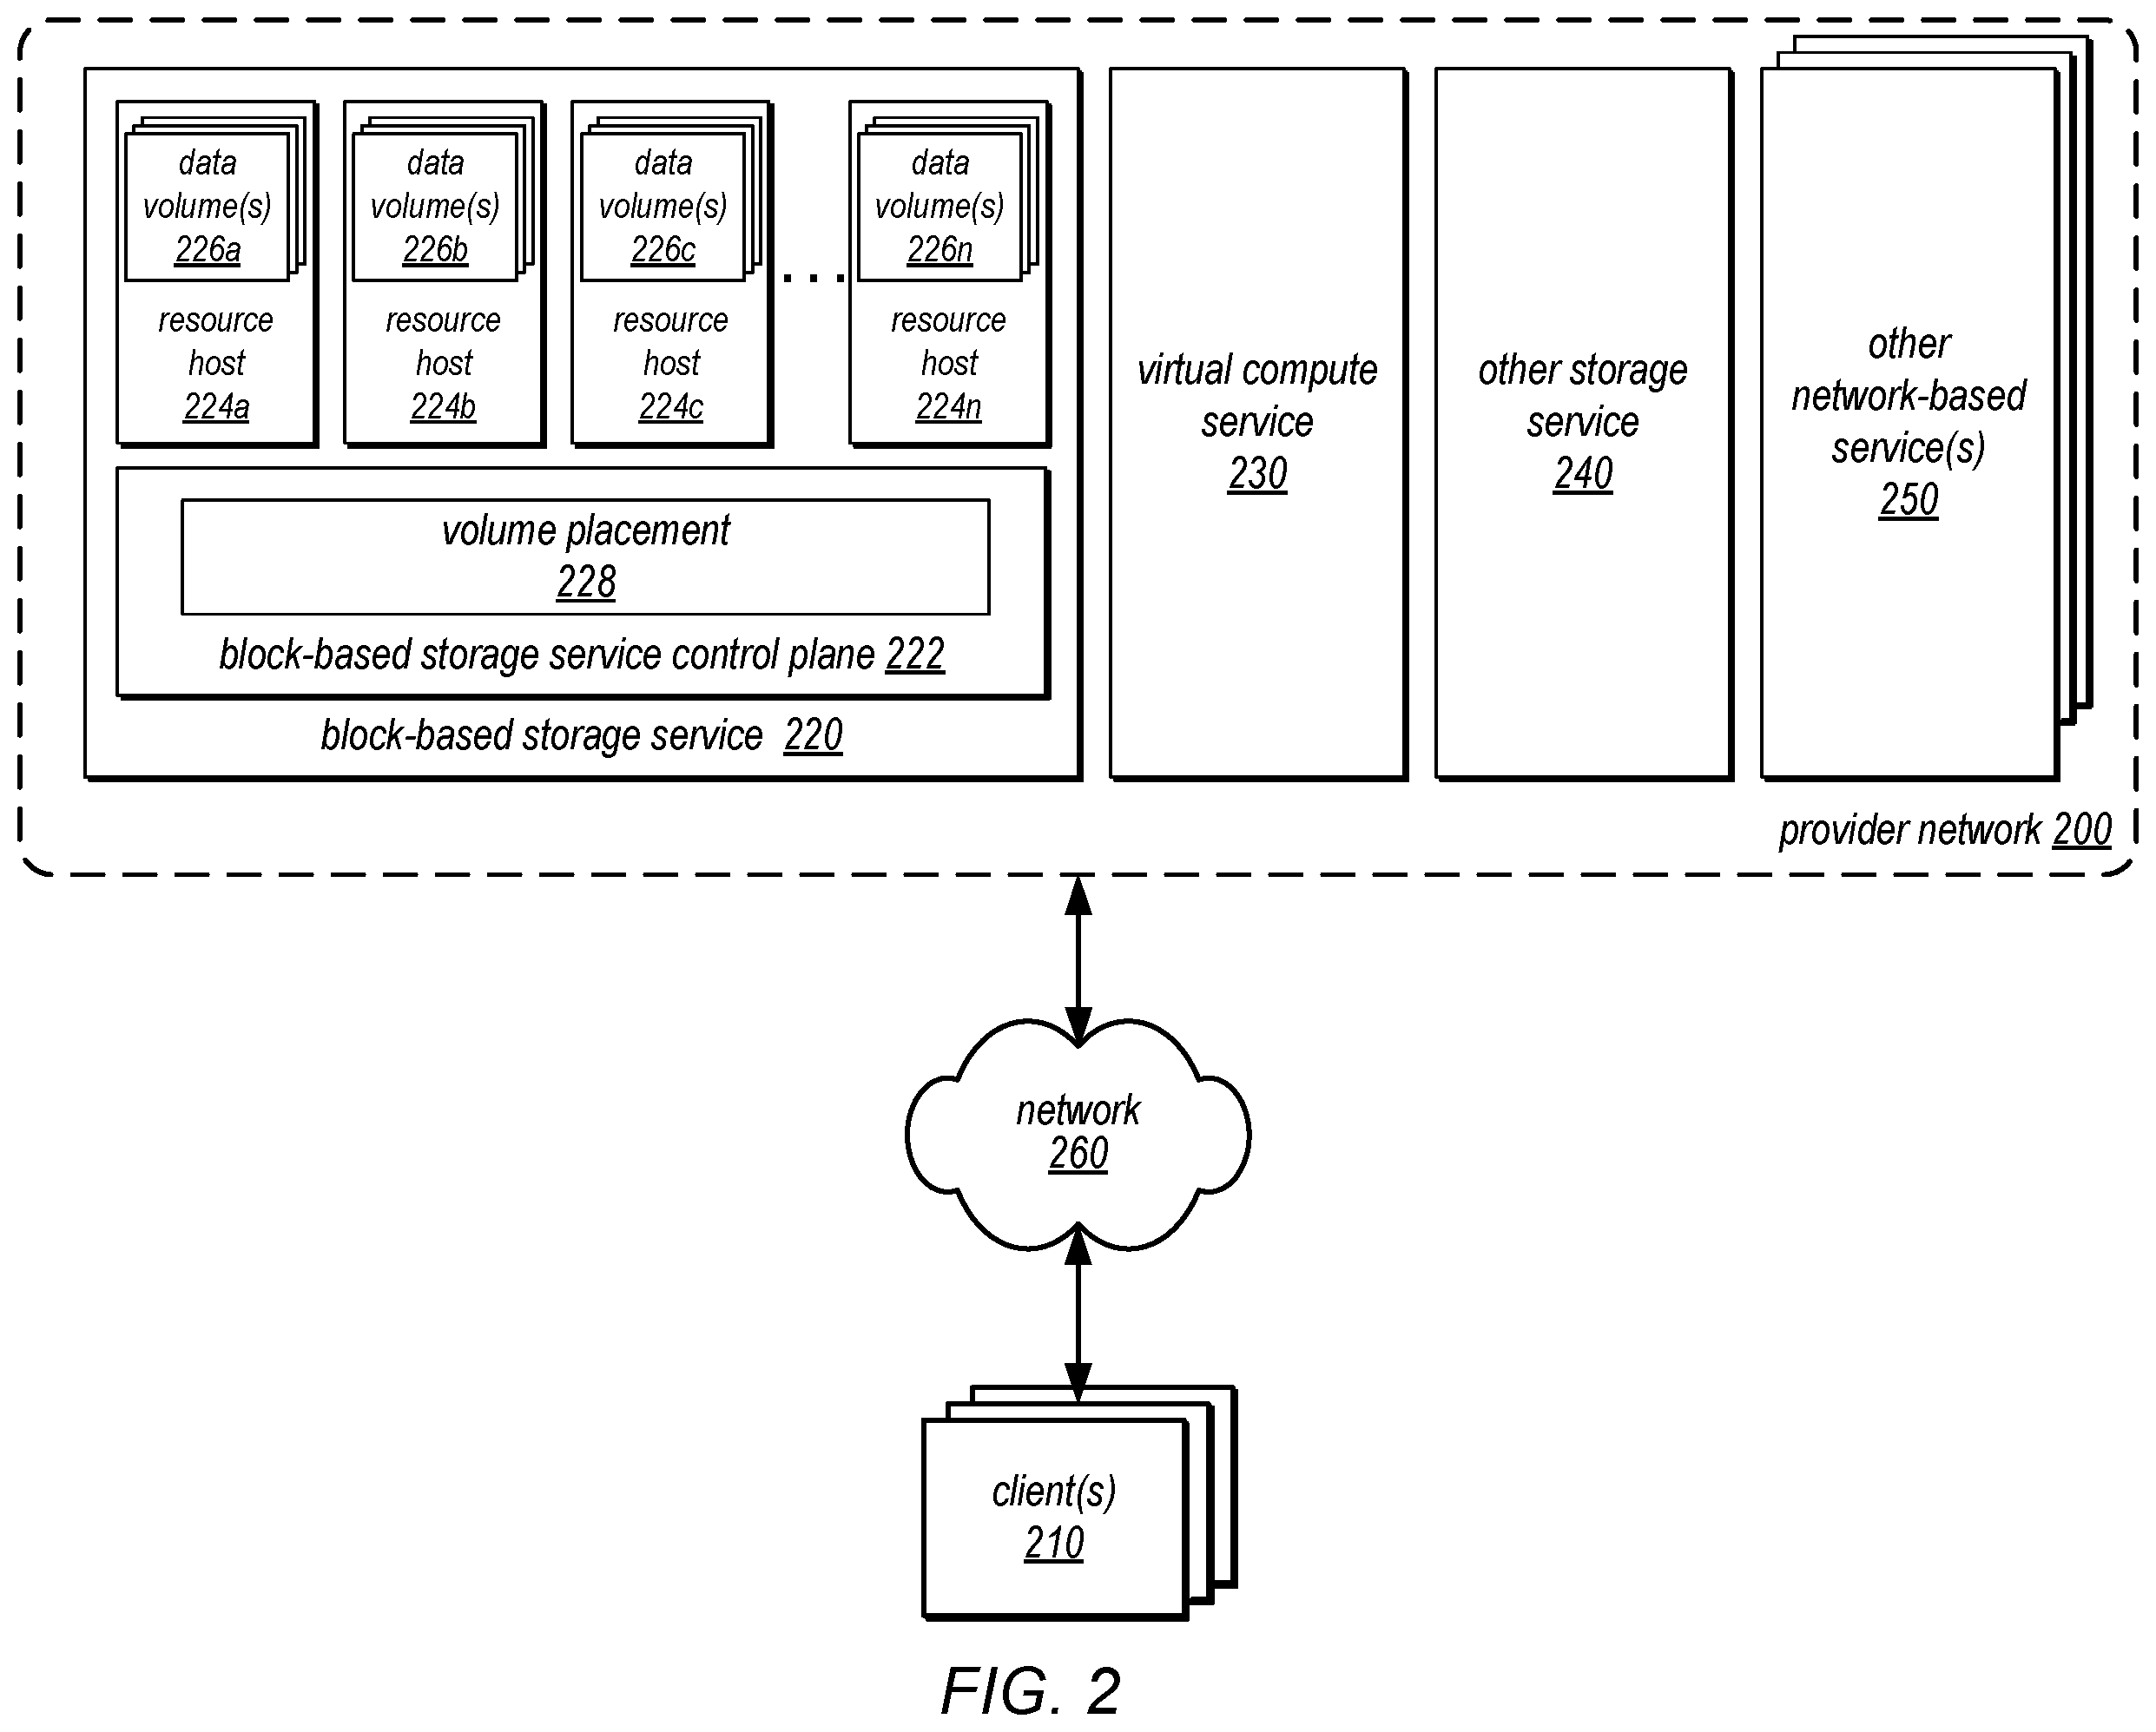 data
volume(s)
226a
resource
host
224a
data
volume(s)
226b
resource
host
224b
data
volume(s)
226c
resource
host
224c
. . .
data
volume(s)
226n
resource
host
224n
volume placement
228
block-based storage service control plane 222
block-based storage service 220
virtual compute
service
230
other storage
service
240
other
network-based
service(s)
250
provider network 200
network
260
client(s)
210
FIG. 2